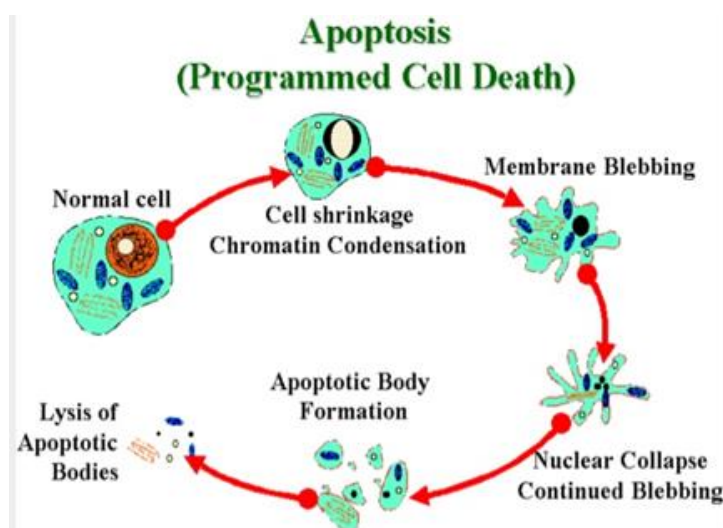 Apoptosis
(Programmed Cell Death)
Normal cell
Cell shrinkage
Chromatin Condensation
Membrane Blebbing
Nuclear Collapse
Continued Blebbing
Apoptotic Body
Formation
Lysis of
Apoptotic
Bodies